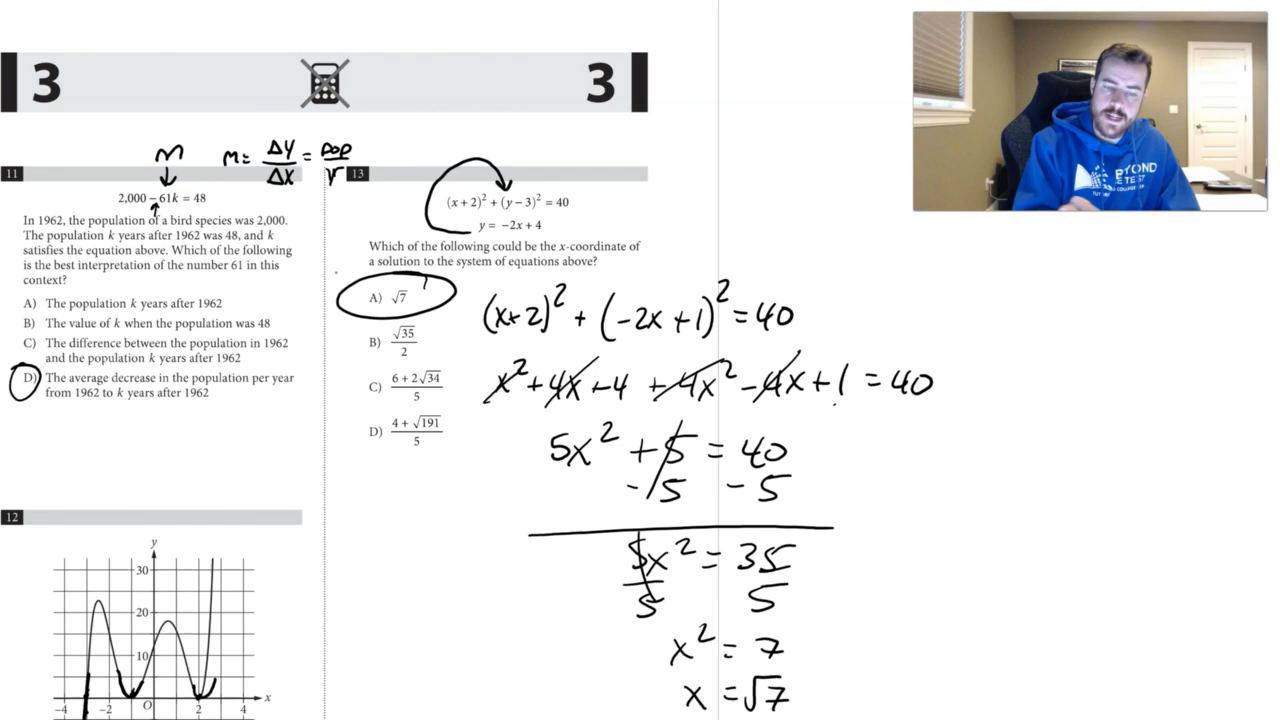 3
3
m
m = Δy/Δx = pop/
11
2,000 − 61k = 48
In 1962, the population of a bird species was 2,000.
The population k years after 1962 was 48, and k
satisfies the equation above. Which of the following
is the best interpretation of the number 61 in this
context?
A) The population k years after 1962
B) The value of k when the population was 48
C) The difference between the population in 1962
and the population k years after 1962
D) The average decrease in the population per year
from 1962 to k years after 1962
12
y
30
20
10
-4
-2
O
2
4
x
13
(x + 2)² + (y − 3)² = 40
y = −2x + 4
Which of the following could be the x-coordinate of
a solution to the system of equations above?
A) √7
B) √35/2
C) (6 + 2√34)/5
D) (4 + √191)/5
(x+2)² + (-2x+1)² = 40
x² + 4x + 4 + 4x² - 4x + 1 = 40
5x² + 5 = 40
-5 -5
5x² = 35
5 5
x² = 7
x = √7
BEYOND